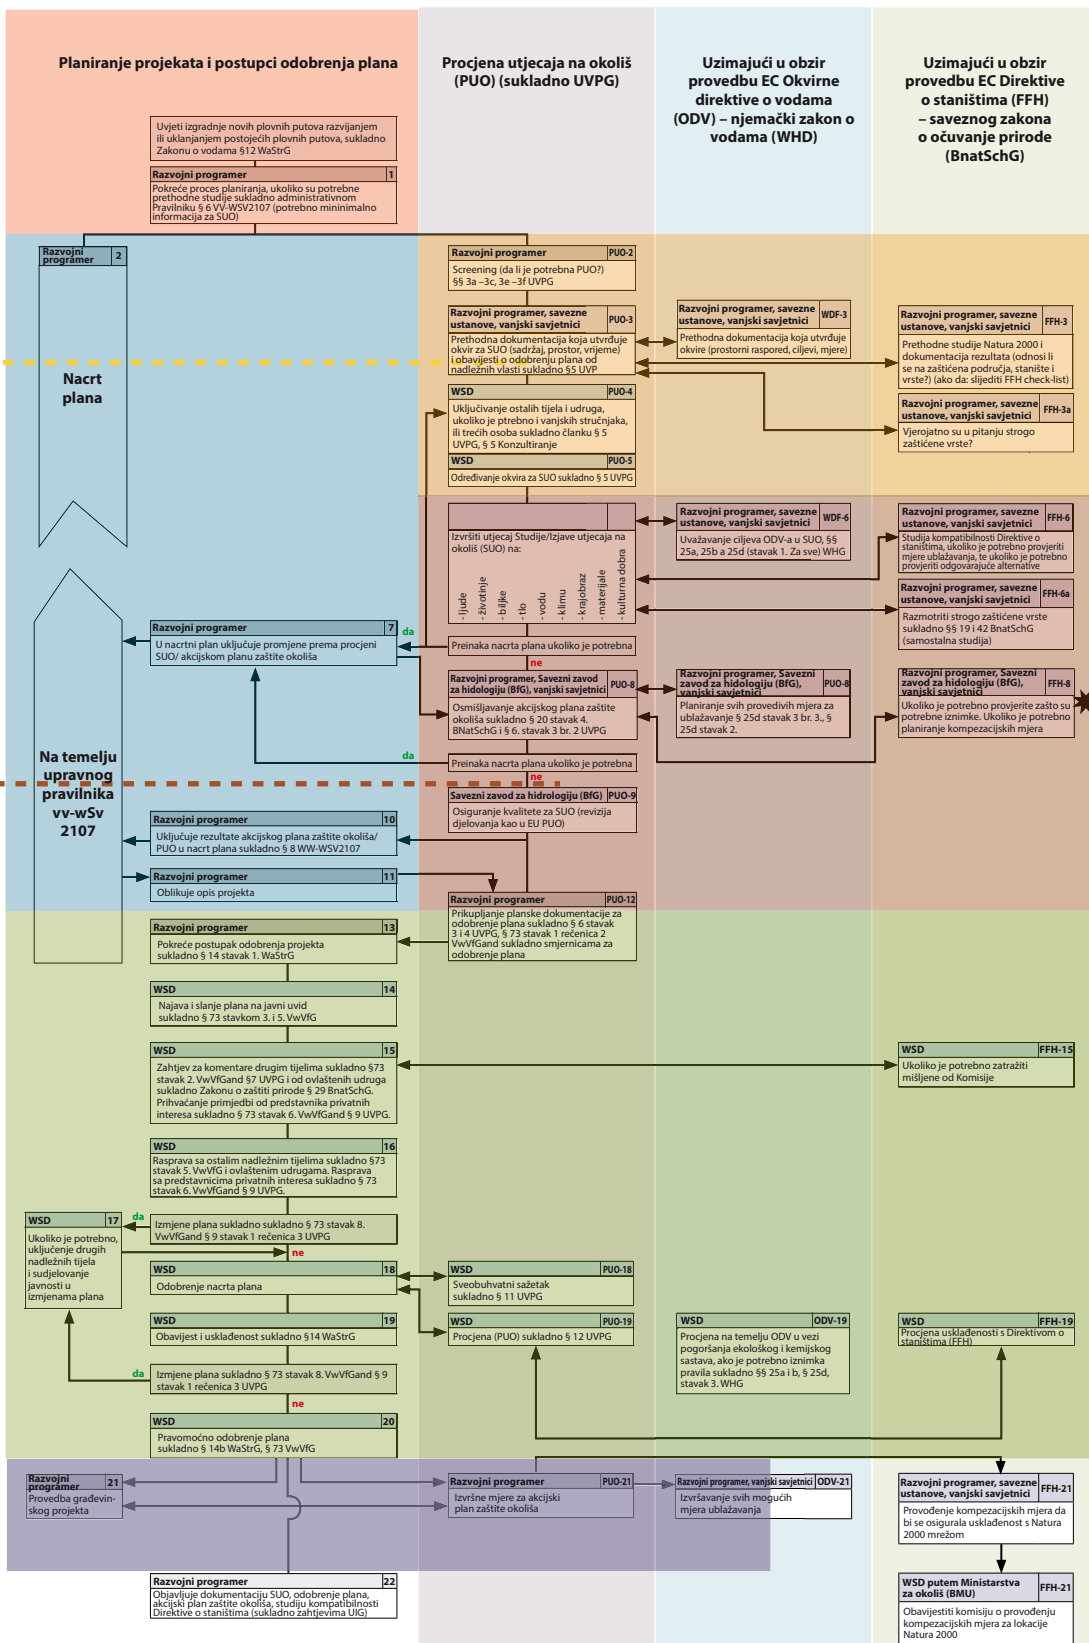 Planiranje projekata i postupci odobrenja plana
Procjena utjecaja na okoliš
(PUO) (sukladno UVPG)
Uzimajući u obzir
provedbu EC Okvirne
direktive o vodama
(ODV) – njemački zakon o
vodama (WHD)
Uzimajući u obzir
provedbu EC Direktive
o staništima (FFH)
– saveznog zakona
o očuvanje prirode
(BnatSchG)
Uvjeti izgradnje novih plovnih putova razvijanjem
ili uklanjanjem postojećih plovnih putova, sukladno
Zakonu o vodama §12 WaStrG
Razvojni programer 1
Pokreće proces planiranja, ukoliko su potrebne
prethodne studije sukladno administrativnom
Pravilniku § 6 VV-WSV2107 (potrebno mininimalno
informacija za SUO)
Razvojni
programer 2
Nacrt
plana
Razvojni programer PUO-2
Screening (da li je potrebna PUO?)
§§ 3a –3c, 3e –3f UVPG
Razvojni programer, savezne
ustanove, vanjski savjetnici PUO-3
Prethodna dokumentacija koja utvrđuje
okvir za SUO (sadržaj, prostor, vrijeme)
i obavijesti o odobrenju plana od
nadležnih vlasti sukladno §5 UVP
Razvojni programer, savezne
ustanove, vanjski savjetnici WDF-3
Prethodna dokumentacija koja utvrđuje
okvire (prostorni raspored, ciljevi, mjere)
Razvojni programer, savezne
ustanove, vanjski savjetnici FFH-3
Prethodne studije Natura 2000 i
dokumentacija rezultata (odnosi li
se na zaštićena područja, stanište i
vrste?) (ako da: slijediti FFH check-list)
WSD PUO-4
Uključivanje ostalih tijela i udruga,
ukoliko je ptrebno i vanjskih stručnjaka,
ili trećih osoba sukladno članku § 5
UVPG, § 5 Konzultiranje
Razvojni programer, savezne
ustanove, vanjski savjetnici FFH-3a
Vjerojatno su u pitanju strogo
zaštićene vrste?
WSD PUO-5
Određivanje okvira za SUO sukladno § 5 UVPG
Izvršiti utjecaj Studije/Izjave utjecaja na
okoliš (SUO) na:
- ljude
- životinje
- biljke
- tlo
- vodu
- klimu
- krajobraz
- materijale
- kulturna dobra
Razvojni programer, savezne
ustanove, vanjski savjetnici WDF-6
Uvažavanje ciljeva ODV-a u SUO, §§
25a, 25b a 25d (stavak 1. Za sve) WHG
Razvojni programer, savezne
ustanove, vanjski savjetnici FFH-6
Studija kompatibilnosti Direktive o
staništima, ukoliko je potrebno provjeriti
mjere ublažavanja, te ukoliko je potrebno
provjeriti odgovarajuće alternative
Razvojni programer, savezne
ustanove, vanjski savjetnici FFH-6a
Razmotriti strogo zaštićene vrste
sukladno §§ 19 i 42 BnatSchG
(samostalna studija)
Razvojni programer 7
U nacrtni plan uključuje promjene prema procjeni
SUO/ akcijskom planu zaštite okoliša
da
Preinaka nacrta plana ukoliko je potrebna
ne
Razvojni programer, Savezni zavod
za hidologiju (BfG), vanjski savjetnici PUO-8
Osmišljavanje akcijskog plana zaštite
okoliša sukladno § 20 stavak 4.
BNatSchG i § 6. stavak 3 br. 2 UVPG
Razvojni programer, Savezni
zavod za hidologiju (BfG),
vanjski savjetnici PUO-8
Planiranje svih provedivih mjera za
ublažavanje § 25d stavak 3 br. 3., §
25d stavak 2.
Razvojni programer, Savezni
zavod za hidologiju (BfG),
vanjski savjetnici FFH-8
Ukoliko je potrebno provjerite zašto su
potrebne iznimke. Ukoliko je potrebno
planiranje kompezacijskih mjera
da
Preinaka nacrta plana ukoliko je potrebna
ne
Na temelju
upravnog
pravilnika
vv-wSv
2107
Savezni zavod za hidrologiju (BfG) PUO-9
Osiguranje kvalitete za SUO (revizija
djelovanja kao u EU PUO)
Razvojni programer 10
Uključuje rezultate akcijskog plana zaštite okoliša/
PUO u nacrt plana sukladno § 8 WW-WSV2107
Razvojni programer 11
Oblikuje opis projekta
Razvojni programer PUO-12
Prikupljanje planske dokumentacije za
odobrenje plana sukladno § 6 stavak
3 i 4 UVPG, § 73 stavak 1 rečenica 2
VwVfGand sukladno smjernicama za
odobrenje plana
Razvojni programer 13
Pokreće postupak odobrenja projekta
sukladno § 14 stavak 1. WaStrG
WSD 14
Najava i slanje plana na javni uvid
sukladno § 73 stavkom 3. i 5. VwVfG
WSD 15
Zahtjev za komentare drugim tijelima sukladno §73
stavak 2. VwVfGand §7 UVPG i od ovlaštenih udruga
sukladno Zakonu o zaštiti prirode § 29 BnatSchG.
Prihvaćanje primjedbi od predstavnika privatnih
interesa sukladno § 73 stavak 6. VwVfGand § 9 UVPG.
WSD FFH-15
Ukoliko je potrebno zatražiti
mišljene od Komisije
WSD 16
Rasprava sa ostalim nadležnim tijelima sukladno §73
stavak 5. VwVfG i ovlaštenim udrugama. Rasprava
sa predstavnicima privatnih interesa sukladno § 73
stavak 6. VwVfGand § 9 UVPG.
WSD 17
Ukoliko je potrebno,
uključenje drugih
nadležnih tijela
i sudjelovanje
javnosti u
izmjenama plana
da
Izmjene plana sukladno sukladno § 73 stavak 8.
VwVfGand § 9 stavak 1 rečenica 3 UVPG
ne
WSD 18
Odobrenje nacrta plana
WSD PUO-18
Sveobuhvatni sažetak
sukladno § 11 UVPG
WSD 19
Obavijest i usklađenost sukladno §14 WaStrG
WSD PUO-19
Procjena (PUO) sukladno § 12 UVPG
WSD ODV-19
Procjena na temelju ODV u vezi
pogoršanja ekološkog i kemijskog
sastava, ako je potrebno iznimka
pravila sukladno §§ 25a i b, § 25d,
stavak 3. WHG
WSD FFH-19
Procjena usklađenosti s Direktivom o
staništima (FFH)
da
Izmjene plana sukladno § 73 stavak 8. VwVfGand § 9
stavak 1 rečenica 3 UVPG
ne
WSD 20
Pravomoćno odobrenje plana
sukladno § 14b WaStrG, § 73 VwVfG
Razvojni
programer 21
Provedba građevin-
skog projekta
Razvojni programer PUO-21
Izvršne mjere za akcijski
plan zaštite okoliša
Razvojni programer, vanjski savjetnici ODV-21
Izvršavanje svih mogućih
mjera ublažavanja
Razvojni programer, savezne
ustanove, vanjski savjetnici FFH-21
Provođenje kompezacijskih mjera da
bi se osigurala usklađenost s Natura
2000 mrežom
Razvojni programer 22
Objavljuje dokumentaciju SUO, odobrenje plana,
akcijski plan zaštite okoliša, studiju kompatibilnosti
Direktive o staništima (sukladno zahtjevima UIG)
WSD putem Ministarstva
za okoliš (BMU) FFH-21
Obavijestiti komisiju o provođenju
kompezacijskih mjera za lokacije
Natura 2000